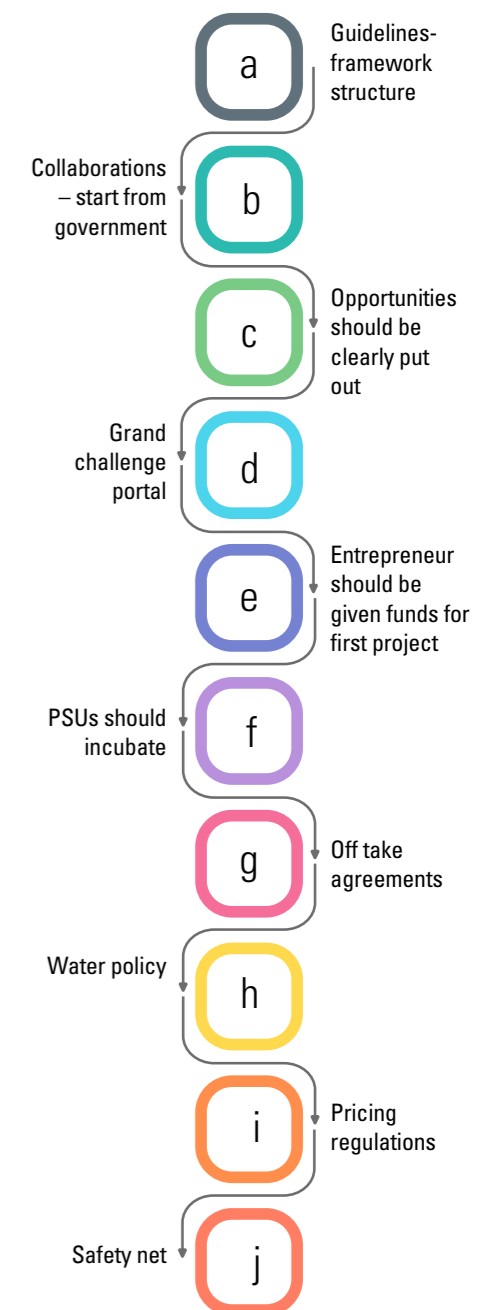 a
Guidelines-
framework
structure
Collaborations
– start from
government
b
c
Opportunities
should be
clearly put
out
Grand
challenge
portal
d
e
Entrepreneur
should be
given funds for
first project
PSUs should
incubate
f
g
Off take
agreements
Water policy
h
i
Pricing
regulations
Safety net
j